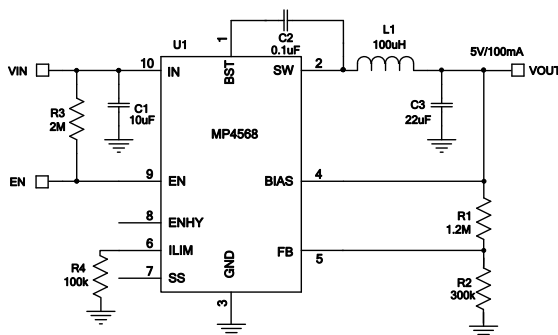 U1
1
C2
0.1uF
L1
100uH
5V/100mA
VIN
10
IN
BST
SW
2
VOUT
R3
2M
C1
10uF
C3
22uF
MP4568
EN
9
EN
BIAS
4
8
ENHY
R1
1.2M
6
ILIM
GND
FB
5
R4
100k
7
SS
R2
300k
3